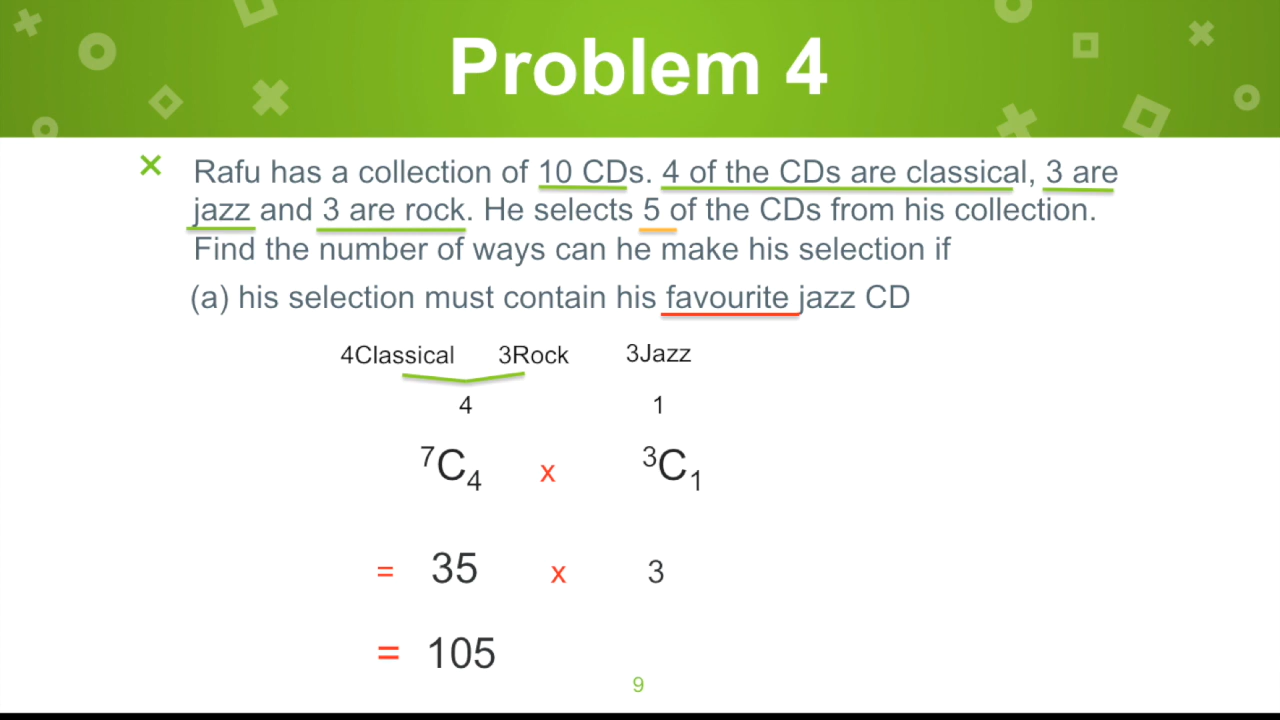 Problem 4
Rafu has a collection of 10 CDs. 4 of the CDs are classical, 3 are
jazz and 3 are rock. He selects 5 of the CDs from his collection.
Find the number of ways can he make his selection if
(a) his selection must contain his favourite jazz CD
4Classical 3Rock 3Jazz
4 1
⁷C₄ x ³C₁
= 35 x 3
= 105
9